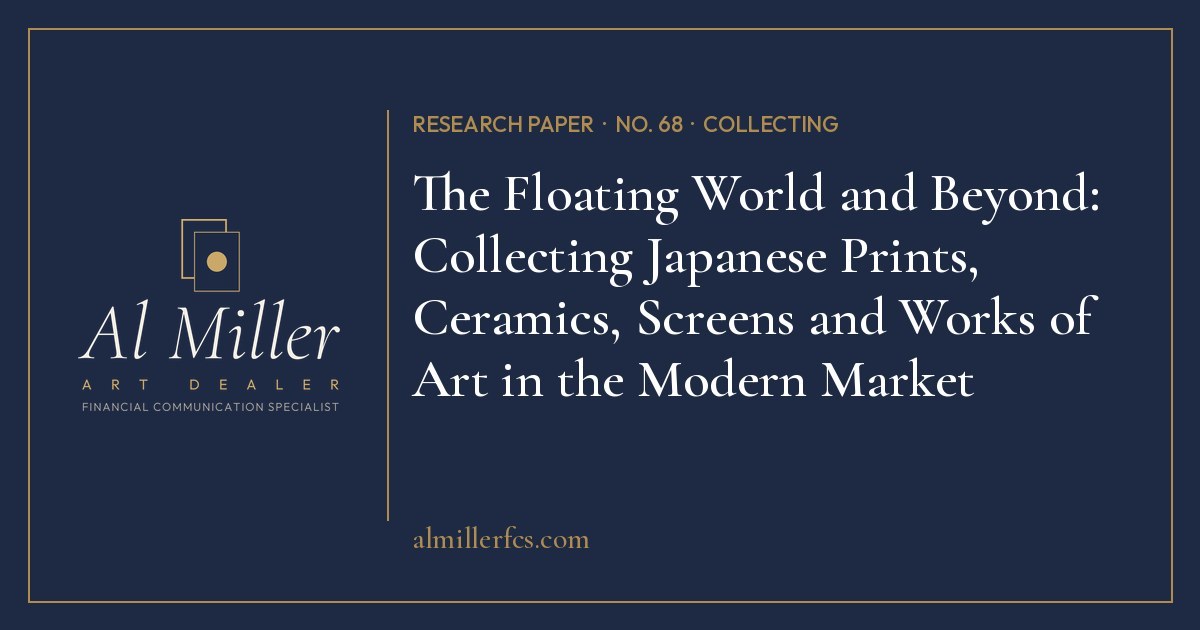 Al Miller
ART DEALER
FINANCIAL COMMUNICATION SPECIALIST
RESEARCH PAPER · NO. 68 · COLLECTING
The Floating World and Beyond:
Collecting Japanese Prints,
Ceramics, Screens and Works of
Art in the Modern Market
almillerfcs.com